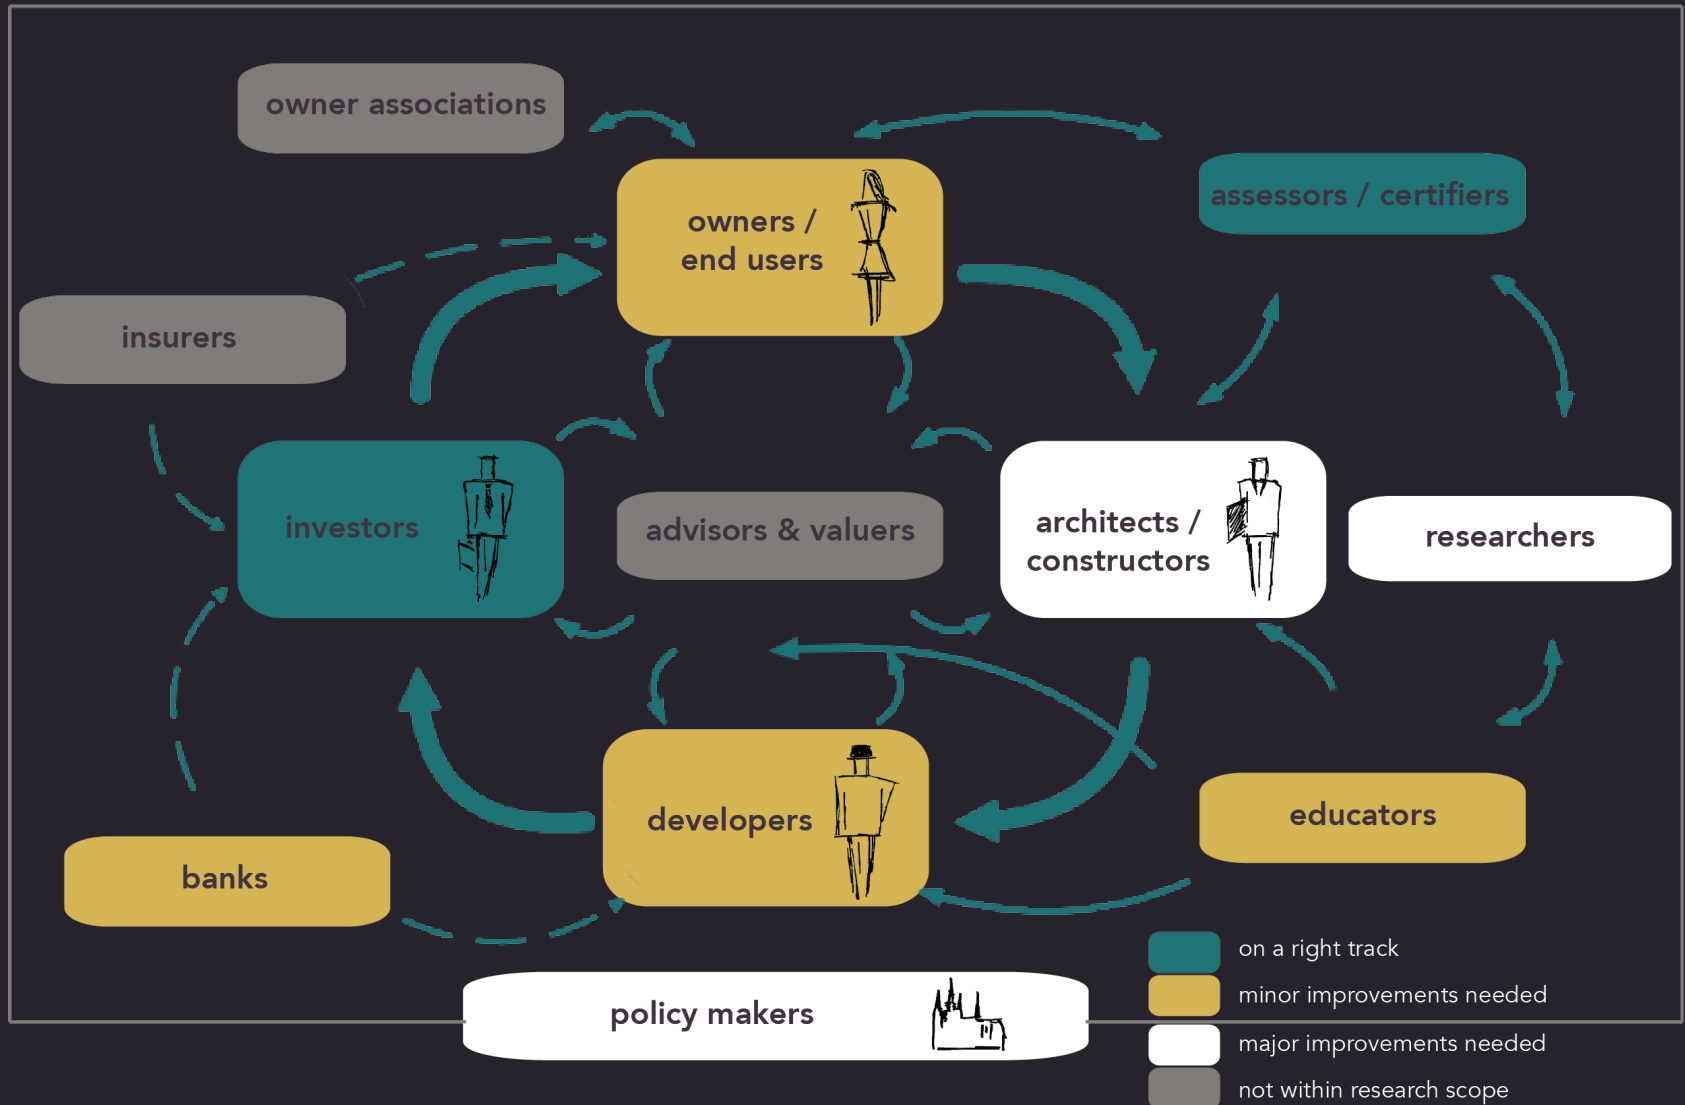 owner associations
owners /
end users
assessors / certifiers
insurers
investors
advisors & valuers
architects /
constructors
researchers
developers
educators
banks
policy makers
on a right track
minor improvements needed
major improvements needed
not within research scope